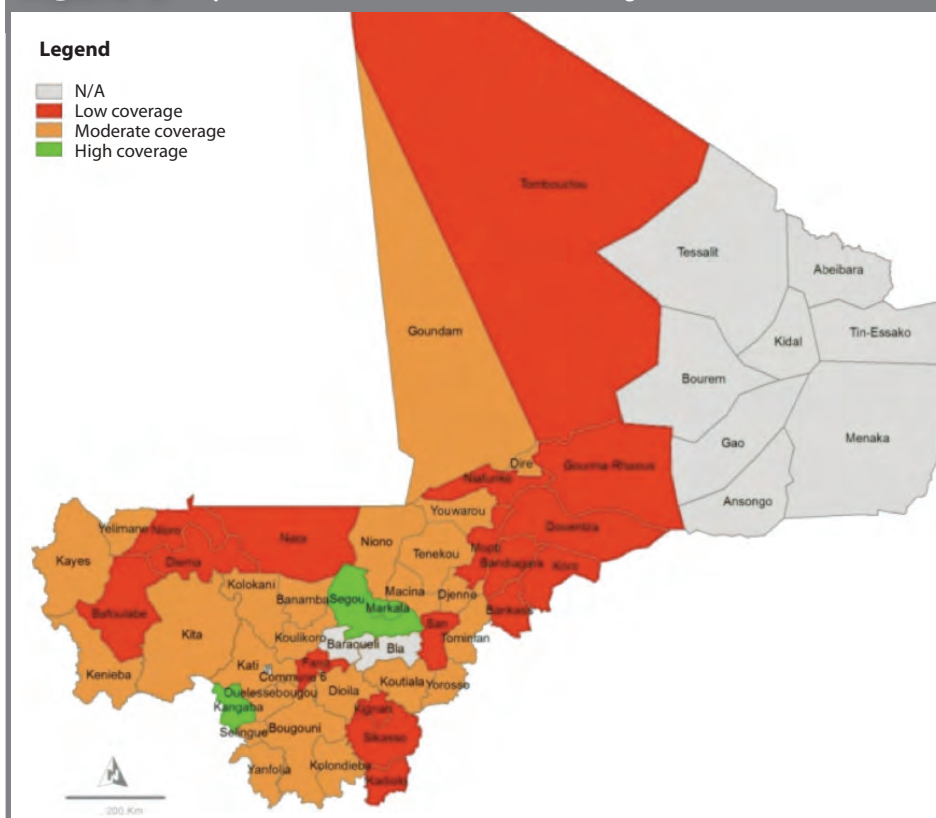 Legend
N/A
Low coverage
Moderate coverage
High coverage
Tombouctou
Tessalit
Abeibara
Goundam
Kidal
Tin-Essako
Bourem
Gao
Menaka
Dire
Gourma-Rharous
Niafunke
Ansongo
Youwarou
Douentza
Yelimane
Nioro
Nara
Niono
Tenekou
Mopti
Kayes
Diema
Bandiagara
Koro
Kolokani
Macina
Djenne
Banamba
Segou
Markala
Bankass
Bafoulabe
San
Kita
Koulikoro
Tominian
Baraoueli
Bla
Kati
Fana
Kenieba
Commune 6
Koutiala
Yorosse
Ouelessebougou
Dioila
Kangaba
Kignan
Selingue
Bougouni
Sikasso
Yanfolia
Kolondieba
Kadiolo
N
200 Km